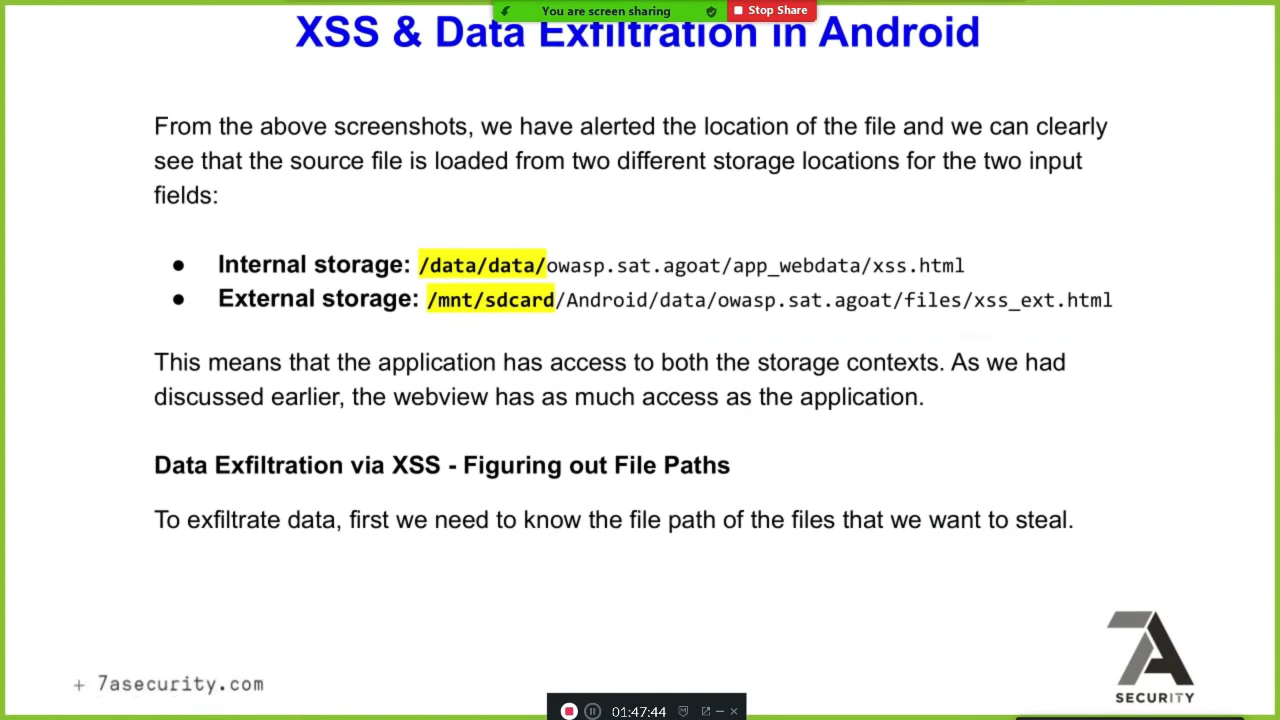 You are screen sharing
Stop Share
XSS & Data Exfiltration in Android
From the above screenshots, we have alerted the location of the file and we can clearly
see that the source file is loaded from two different storage locations for the two input
fields:
● Internal storage: /data/data/owasp.sat.agoat/app_webdata/xss.html
● External storage: /mnt/sdcard/Android/data/owasp.sat.agoat/files/xss_ext.html
This means that the application has access to both the storage contexts. As we had
discussed earlier, the webview has as much access as the application.
Data Exfiltration via XSS - Figuring out File Paths
To exfiltrate data, first we need to know the file path of the files that we want to steal.
+ 7asecurity.com
7A
SECURITY
01:47:44